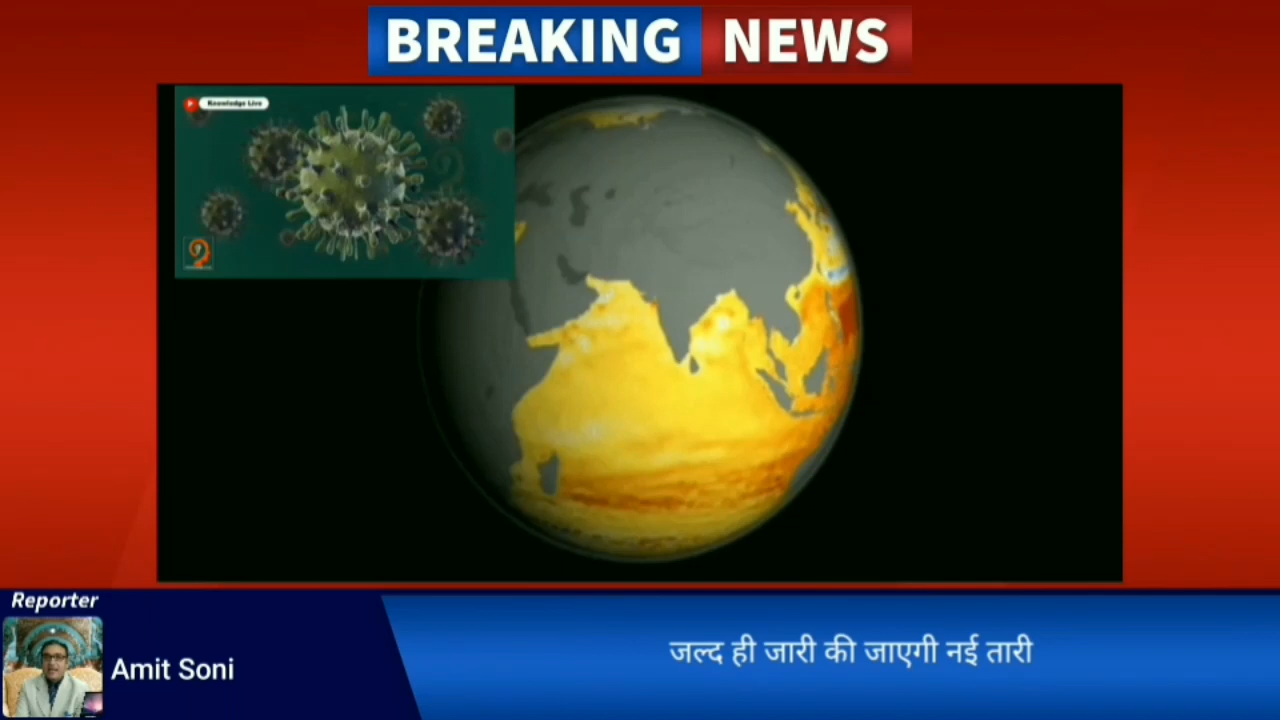 BREAKING NEWS
Knowledge Live
Reporter
Amit Soni
जल्द ही जारी की जाएगी नई तारी